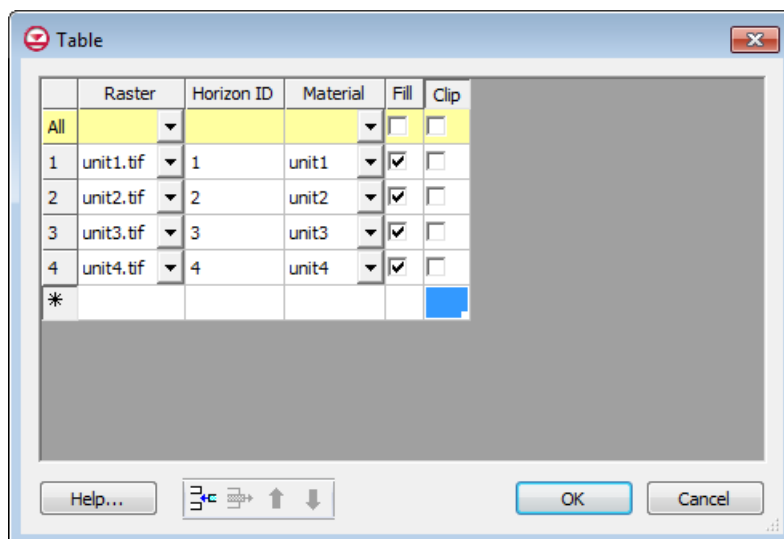 Table
Raster Horizon ID Material Fill Clip
All
1 unit1.tif 1 unit1
2 unit2.tif 2 unit2
3 unit3.tif 3 unit3
4 unit4.tif 4 unit4
*
Help... OK Cancel